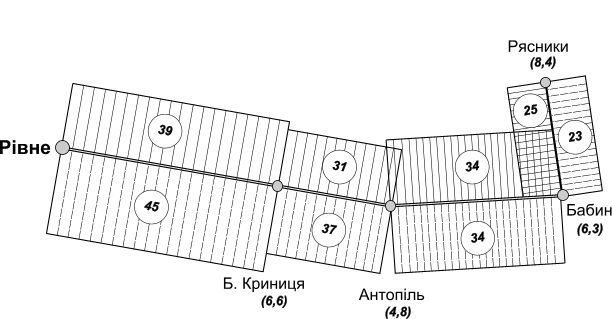 Рясники
(8,4)
25
23
39
Рівне
31
34
45
37
34
Бабин
(6,3)
Б. Криниця
(6,6)
Антопіль
(4,8)